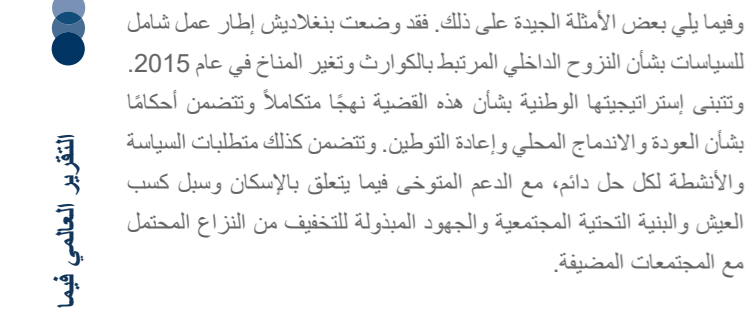 وفيما يلي بعض الأمثلة الجيدة على ذلك. فقد وضعت بنغلاديش إطار عمل شامل
للسياسات بشأن النزوح الداخلي المرتبط بالكوارث وتغير المناخ في عام 2015.
وتتبنى إستراتيجيتها الوطنية بشأن هذه القضية نهجًا متكاملاً وتتضمن أحكامًا
بشأن العودة والاندماج المحلي وإعادة التوطين. وتتضمن كذلك متطلبات السياسة
والأنشطة لكل حل دائم، مع الدعم المتوخى فيما يتعلق بالإسكان وسبل كسب
العيش والبنية التحتية المجتمعية والجهود المبذولة للتخفيف من النزاع المحتمل
مع المجتمعات المضيفة.
التقرير العالمي فيما